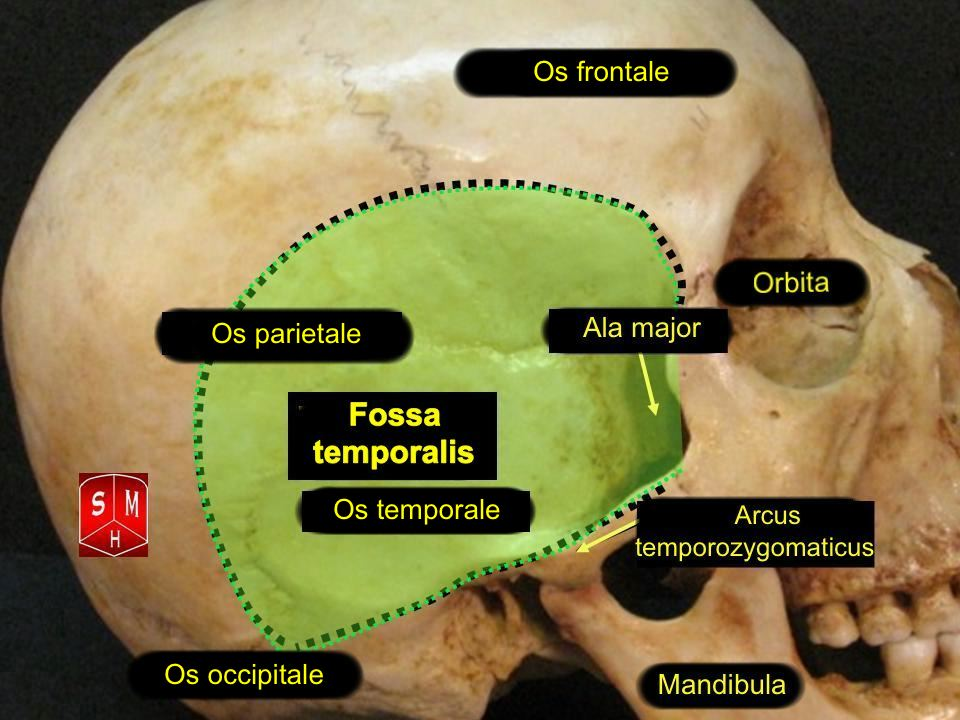 Os frontale
Orbita
Os parietale
Ala major
Fossa
temporalis
Os temporale
Arcus
temporozygomaticus
S M
H
Os occipitale
Mandibula